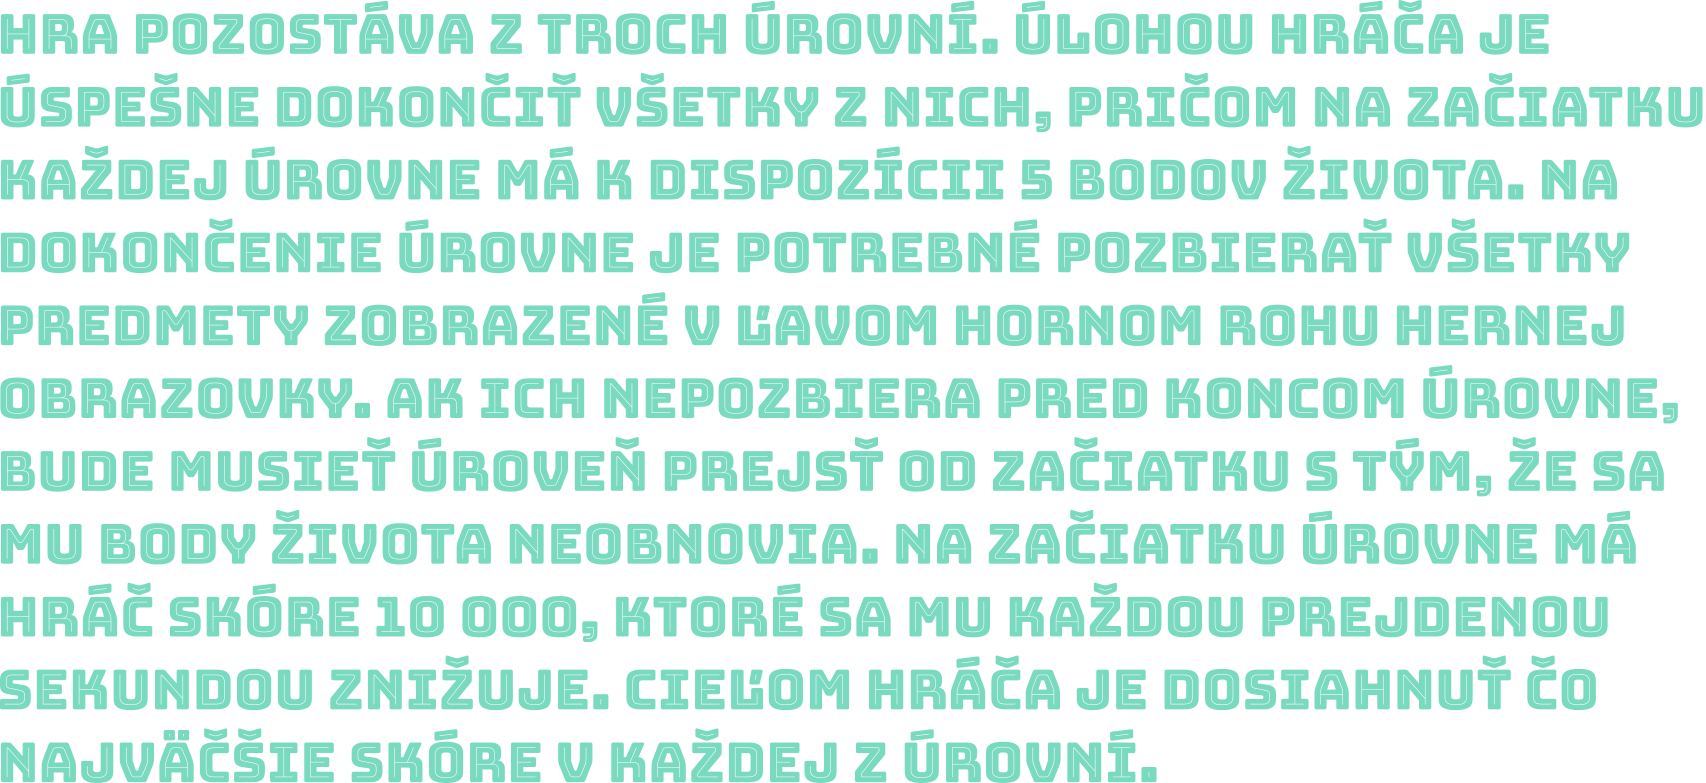 HRA POZOSTÁVA Z TROCH ÚROVNÍ. ÚLOHOU HRÁČA JE
ÚSPEŠNE DOKONČIŤ VŠETKY Z NICH, PRIČOM NA ZAČIATKU
KAŽDEJ ÚROVNE MÁ K DISPOZÍCII 5 BODOV ŽIVOTA. NA
DOKONČENIE ÚROVNE JE POTREBNÉ POZBIERAŤ VŠETKY
PREDMETY ZOBRAZENÉ V ĽAVOM HORNOM ROHU HERNEJ
OBRAZOVKY. AK ICH NEPOZBIERA PRED KONCOM ÚROVNE,
BUDE MUSIEŤ ÚROVEŇ PREJSŤ OD ZAČIATKU S TÝM, ŽE SA
MU BODY ŽIVOTA NEOBNOVIA. NA ZAČIATKU ÚROVNE MÁ
HRÁČ SKÓRE 10 000, KTORÉ SA MU KAŽDOU PREJDENOU
SEKUNDOU ZNIŽUJE. CIEĽOM HRÁČA JE DOSIAHNUŤ ČO
NAJVÄČŠIE SKÓRE V KAŽDEJ Z ÚROVNÍ.